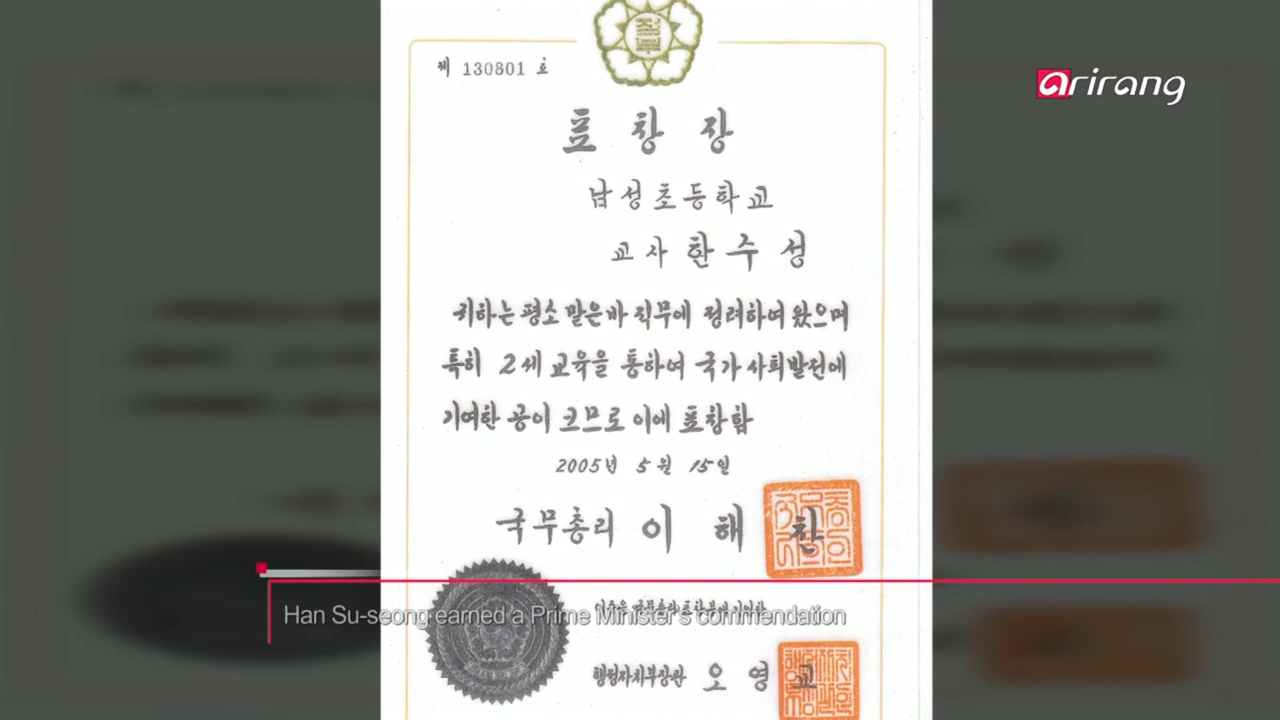 arirang
제 130801 호
표 창 장
남성초등학교
교사 한 주 성
귀하는 평소 맡은바 직무에 정려하여 왔으며
특히 2세 교육을 통하여 국가 사회발전에
기여한 공이 크므로 이에 표창함
2005년 5월 15일
국무총리 이 해 찬
Han Su-seong earned a Prime Minister's commendation
행정자치부장관 오 영 교